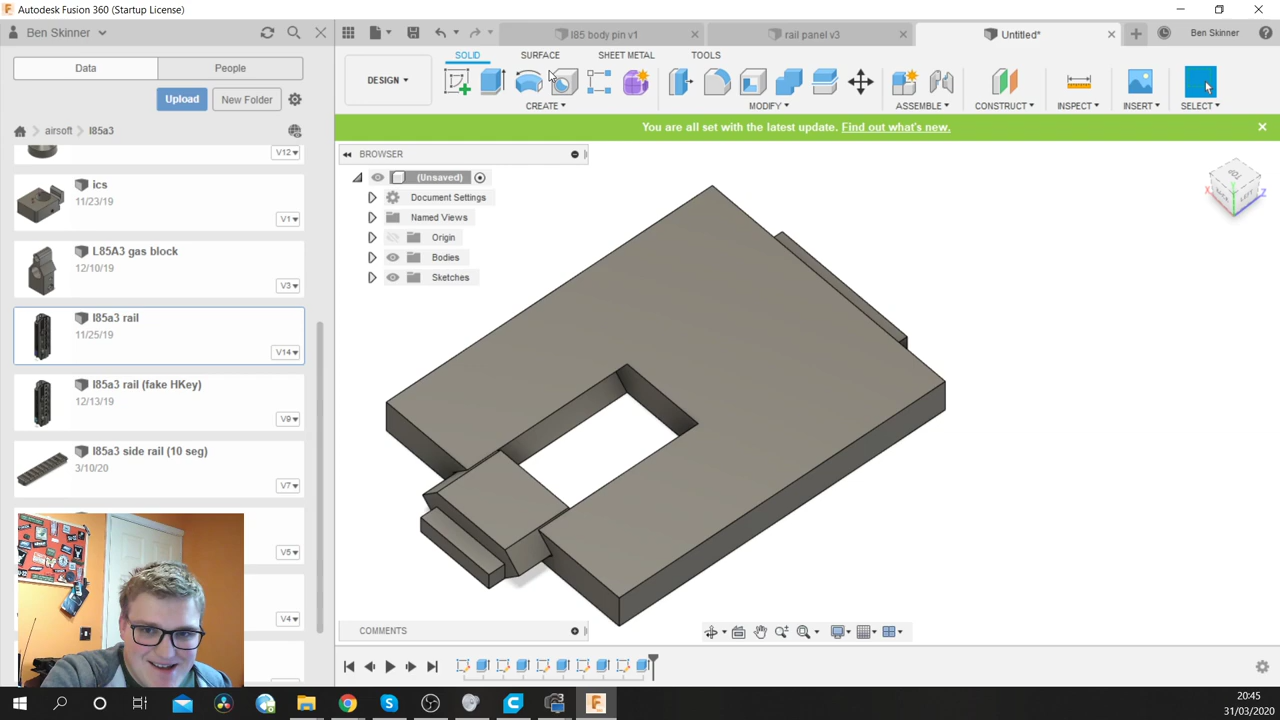 Autodesk Fusion 360 (Startup License)
Ben Skinner
l85 body pin v1
rail panel v3
Untitled*
Ben Skinner
Data
People
Upload
New Folder
airsoft
l85a3
V12
ics
11/23/19
V1
L85A3 gas block
12/10/19
V3
l85a3 rail
11/25/19
V14
l85a3 rail (fake HKey)
12/13/19
V9
l85a3 side rail (10 seg)
3/10/20
V7
V5
V4
SOLID
SURFACE
SHEET METAL
TOOLS
DESIGN
CREATE
MODIFY
ASSEMBLE
CONSTRUCT
INSPECT
INSERT
SELECT
You are all set with the latest update. Find out what's new.
BROWSER
(Unsaved)
Document Settings
Named Views
Origin
Bodies
Sketches
TOP
BACK
LEFT
X
Z
COMMENTS
20:45
31/03/2020